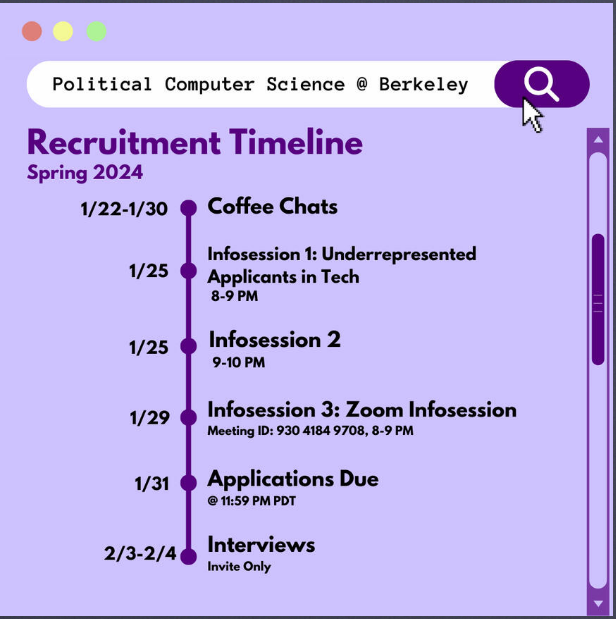 Political Computer Science @ Berkeley
Recruitment Timeline
Spring 2024
1/22-1/30 Coffee Chats
1/25 Infosession 1: Underrepresented
Applicants in Tech
8-9 PM
1/25 Infosession 2
9-10 PM
1/29 Infosession 3: Zoom Infosession
Meeting ID: 930 4184 9708, 8-9 PM
1/31 Applications Due
@ 11:59 PM PDT
2/3-2/4 Interviews
Invite Only